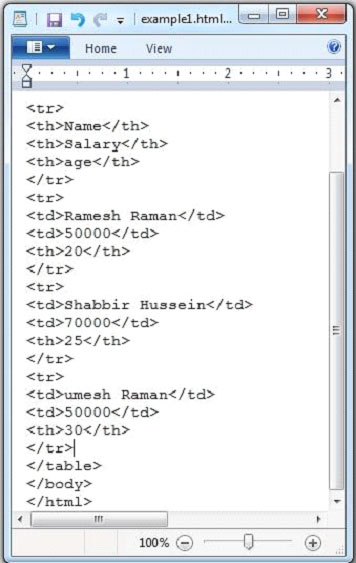 example1.html...
Home View
1 2 3
<tr>
<th>Name</th>
<th>Salary</th>
<th>age</th>
</tr>
<tr>
<td>Ramesh Raman</td>
<td>50000</td>
<th>20</th>
</tr>
<tr>
<td>Shabbir Hussein</td>
<td>70000</td>
<th>25</th>
</tr>
<tr>
<td>umesh Raman</td>
<td>50000</td>
<th>30</th>
</tr>
</table>
</body>
</html>
100%